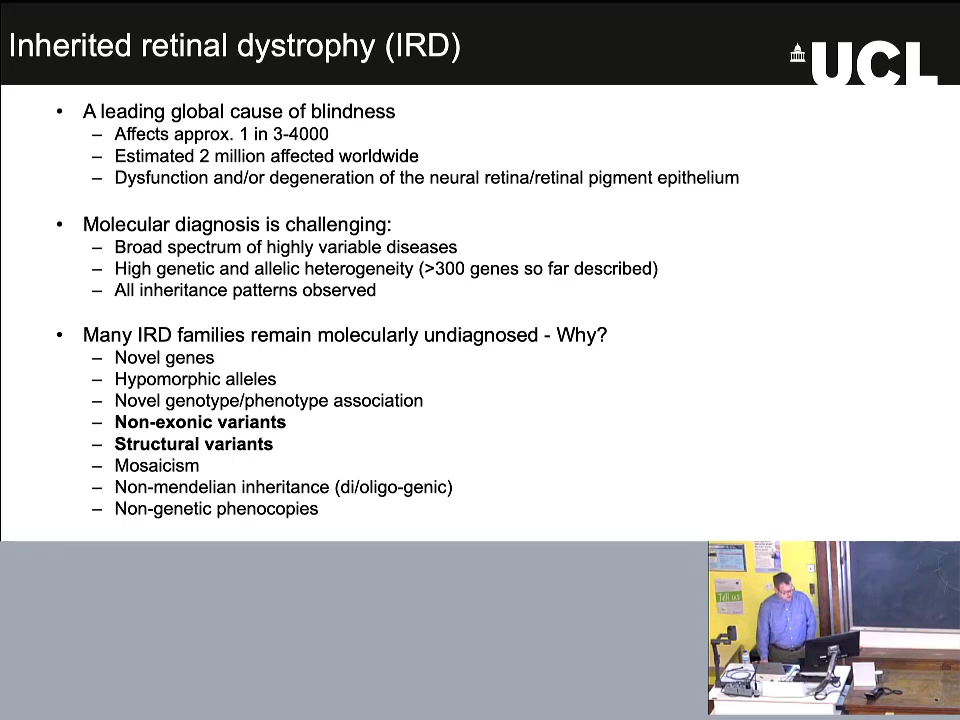 Inherited retinal dystrophy (IRD)
UCL
• A leading global cause of blindness
– Affects approx. 1 in 3-4000
– Estimated 2 million affected worldwide
– Dysfunction and/or degeneration of the neural retina/retinal pigment epithelium
• Molecular diagnosis is challenging:
– Broad spectrum of highly variable diseases
– High genetic and allelic heterogeneity (>300 genes so far described)
– All inheritance patterns observed
• Many IRD families remain molecularly undiagnosed - Why?
– Novel genes
– Hypomorphic alleles
– Novel genotype/phenotype association
– Non-exonic variants
– Structural variants
– Mosaicism
– Non-mendelian inheritance (di/oligo-genic)
– Non-genetic phenocopies
Tell us